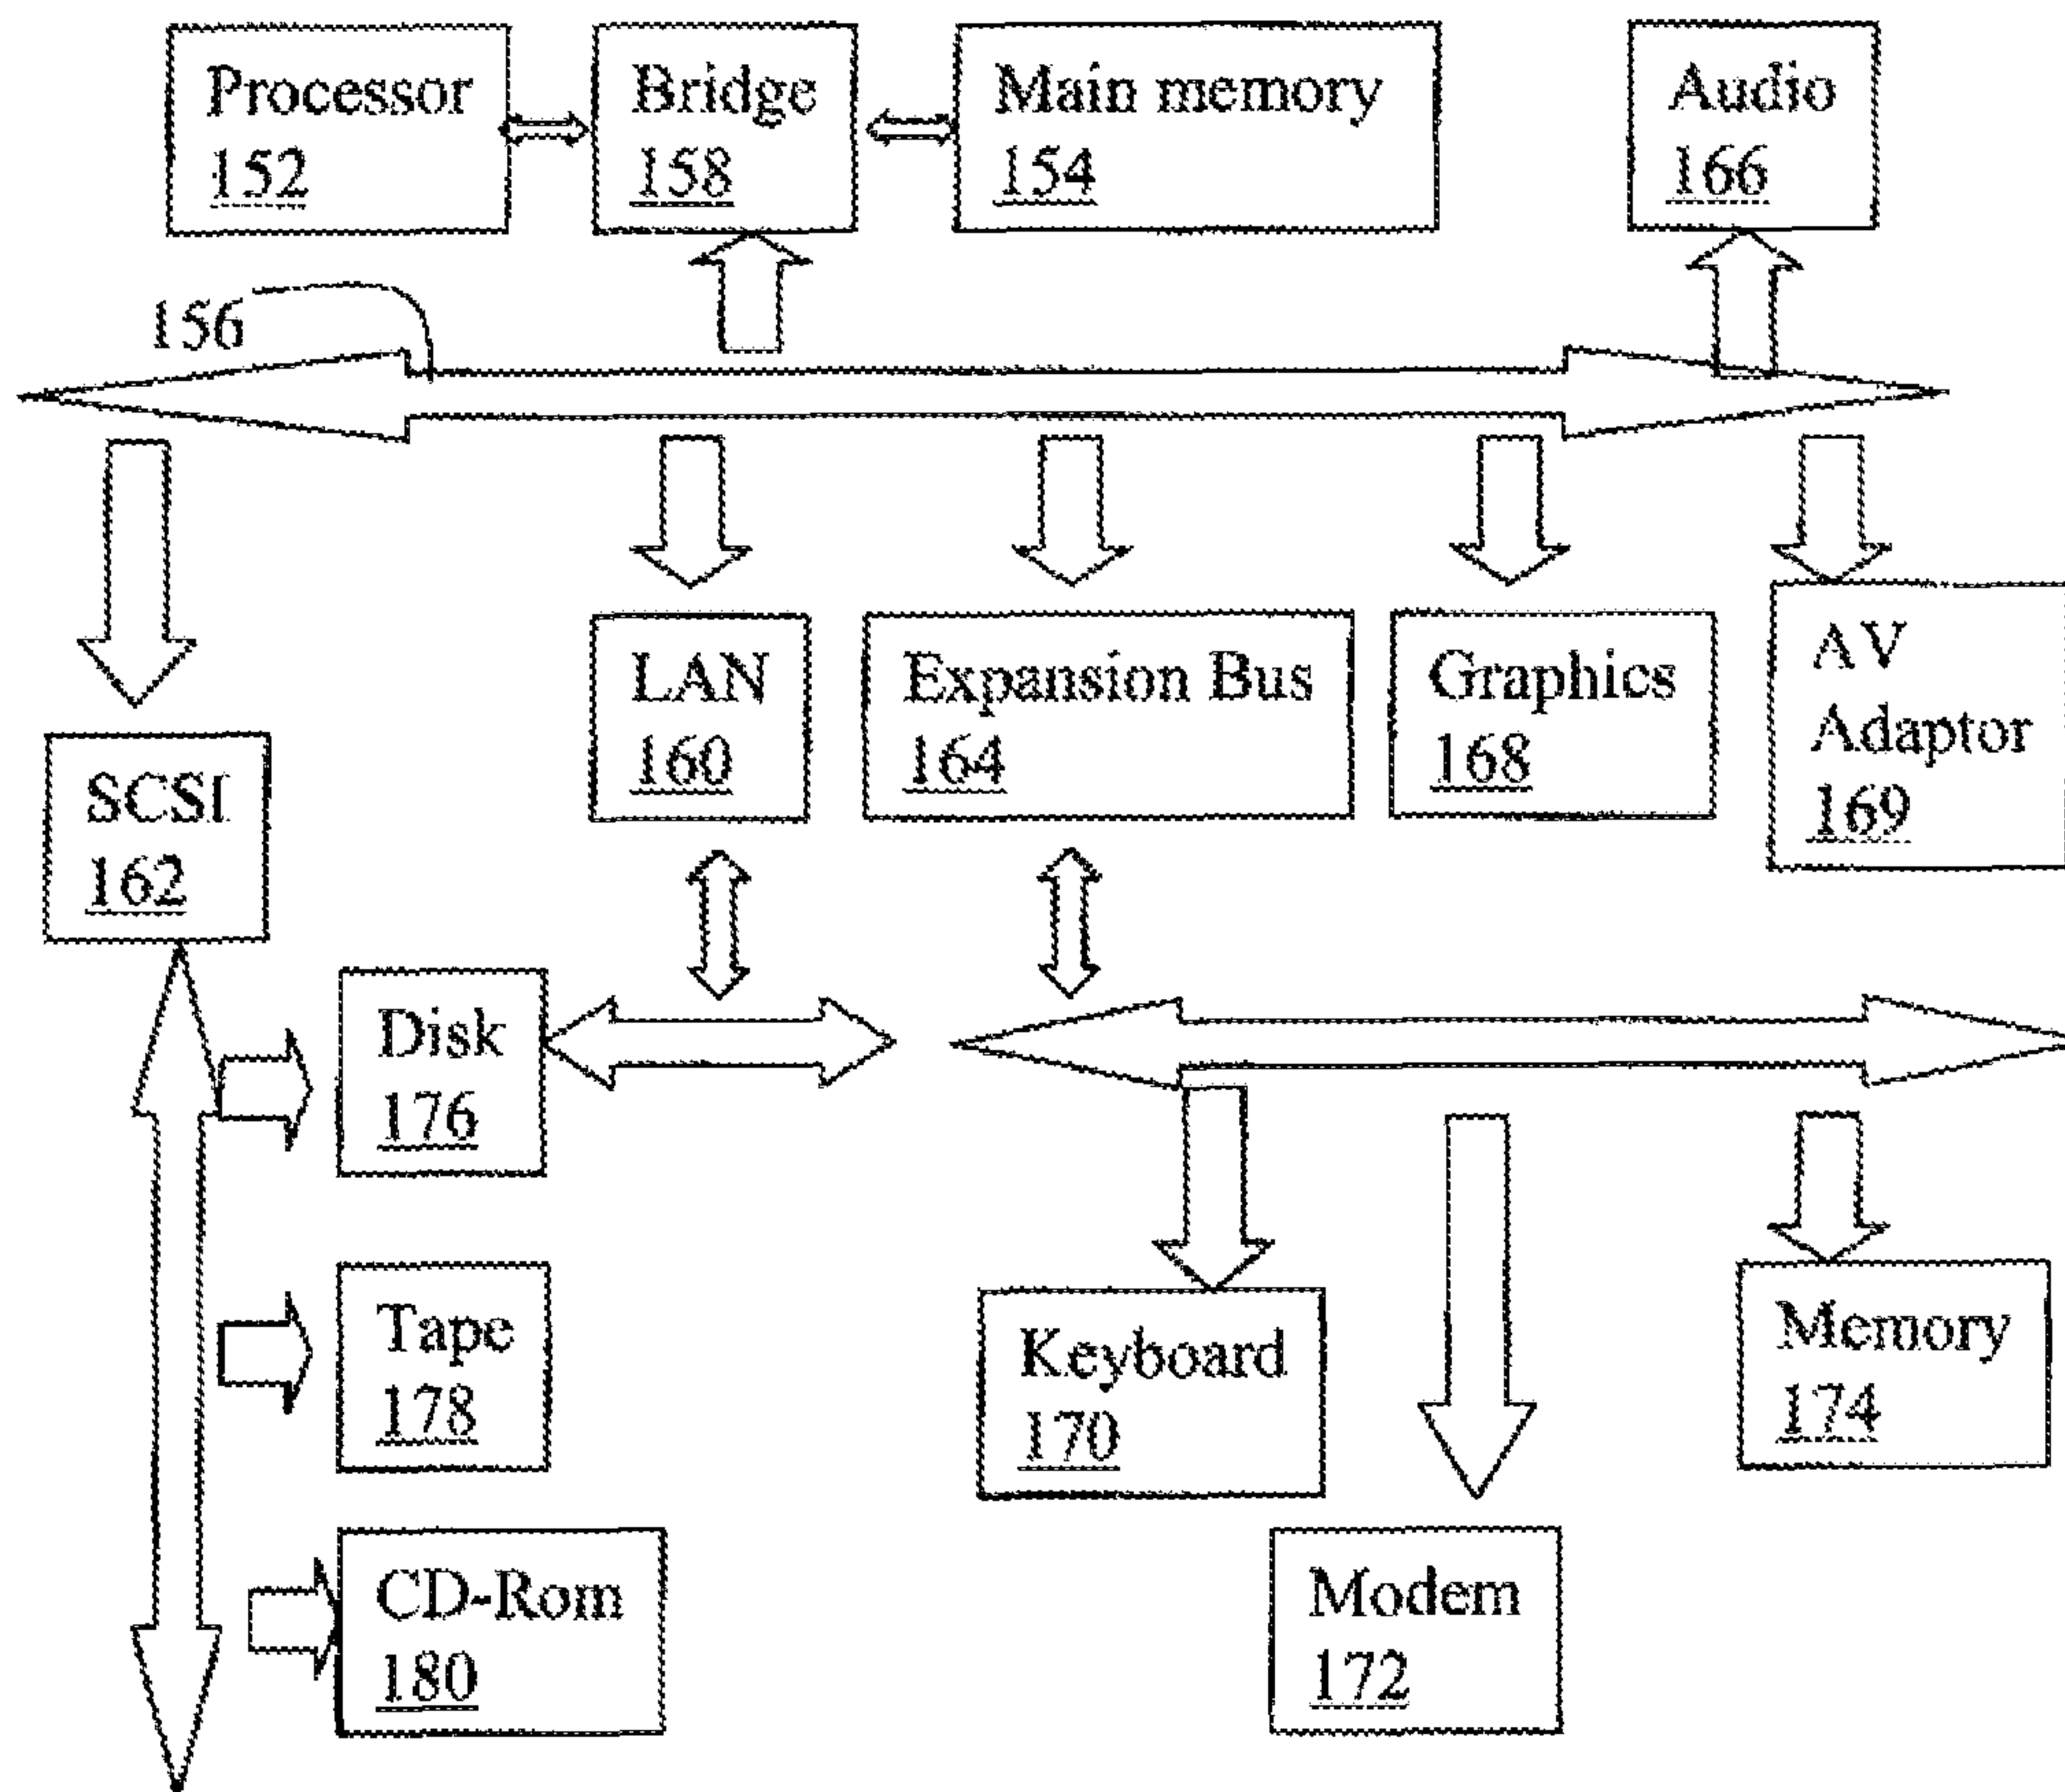 Processor
152
Bridge
158
Main memory
154
Audio
166
156
LAN
160
Expansion Bus
164
Graphics
168
AV
Adaptor
169
SCSI
162
Disk
176
Tape
178
Keyboard
170
Memory
174
CD-Rom
180
Modem
172